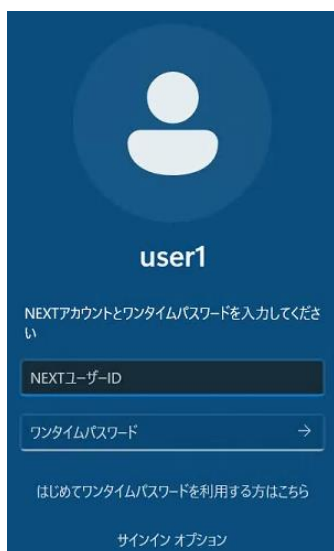 user1
NEXTアカウントとワンタイムパスワードを入力してくださ
い
NEXTユーザーID
ワンタイムパスワード
はじめてワンタイムパスワードを利用する方はこちら
サインイン オプション